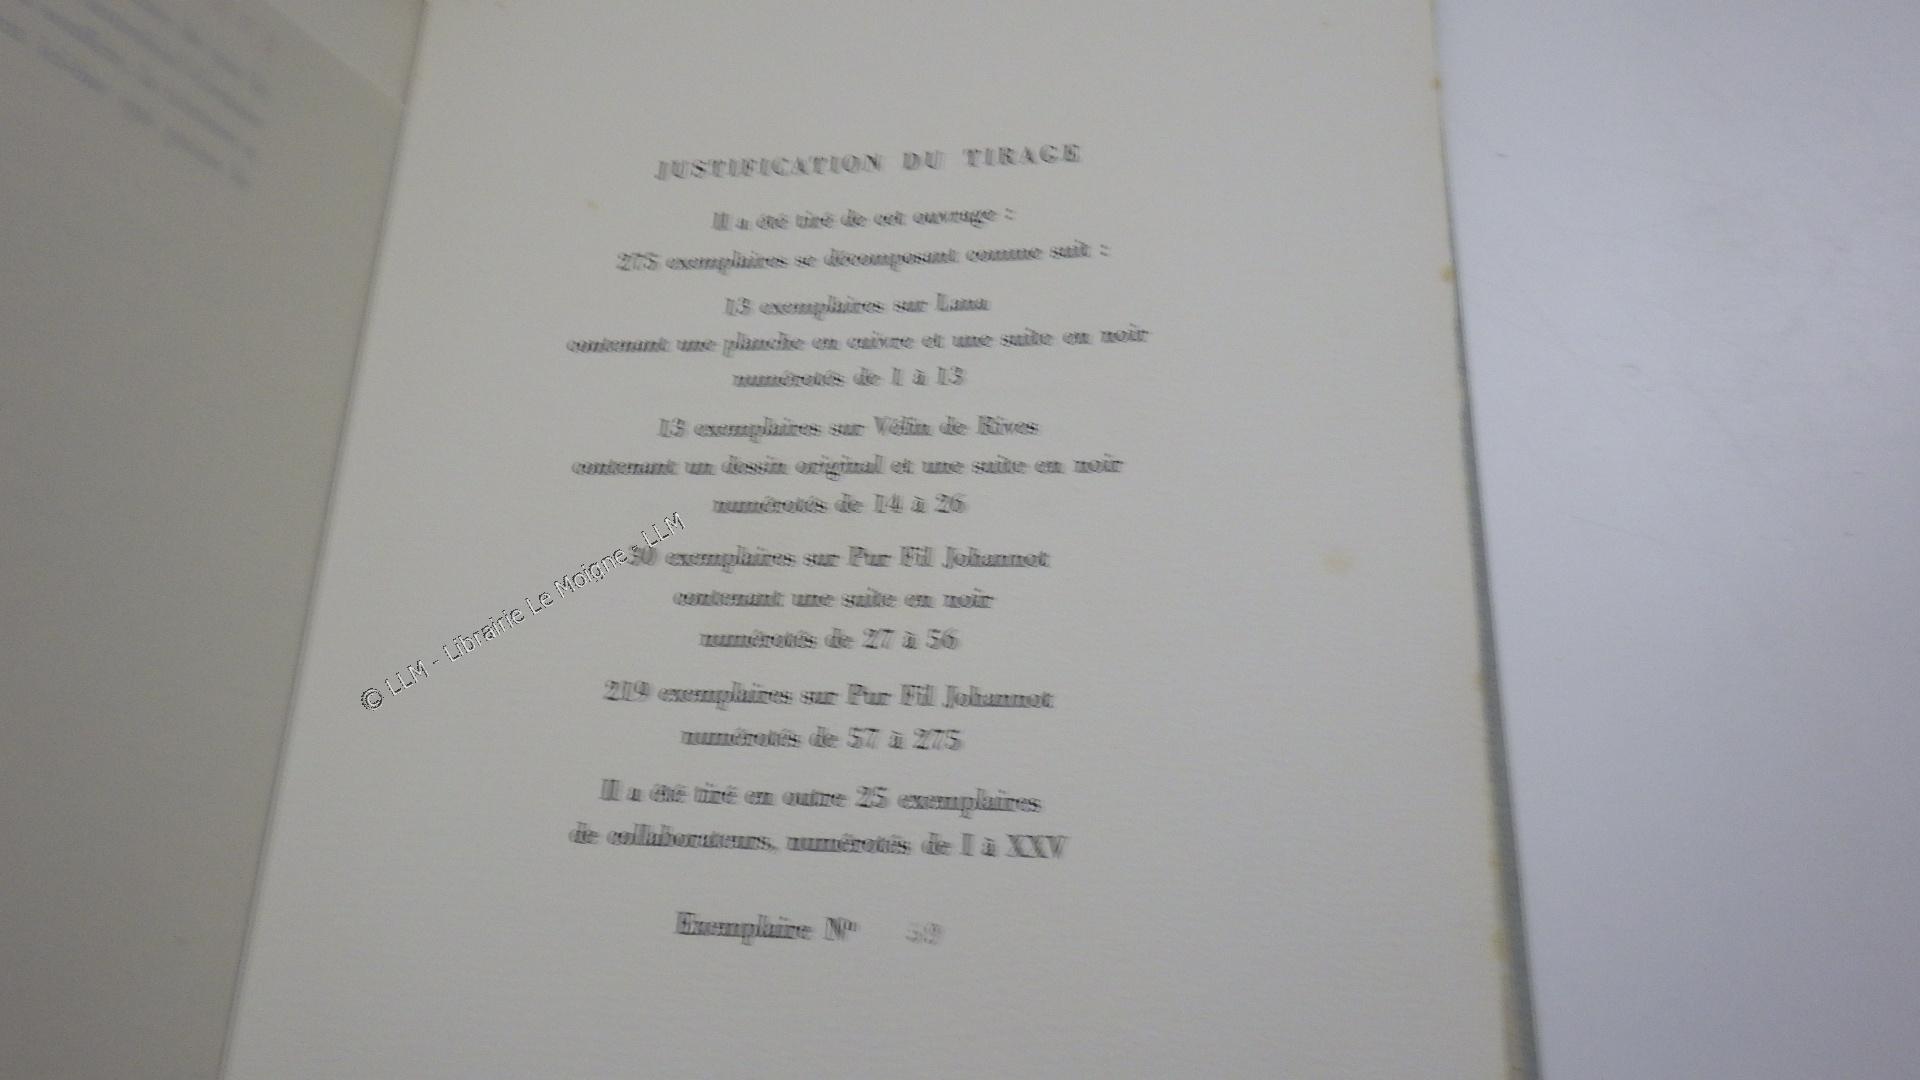 JUSTIFICATION DU TIRAGE
Il a été tiré de cet ouvrage :
275 exemplaires se décomposant comme suit :
13 exemplaires sur Lana
contenant une planche en cuivre et une suite en noir
numérotés de 1 à 13
13 exemplaires sur Vélin de Rives
contenant un dessin original et une suite en noir
numérotés de 14 à 26
30 exemplaires sur Pur Fil Johannot
contenant une suite en noir
numérotés de 27 à 56
219 exemplaires sur Pur Fil Johannot
numérotés de 57 à 275
Il a été tiré en outre 25 exemplaires
de collaborateurs, numérotés de I à XXV
Exemplaire Nº
© LLM - Librairie Le Moigne - LLM